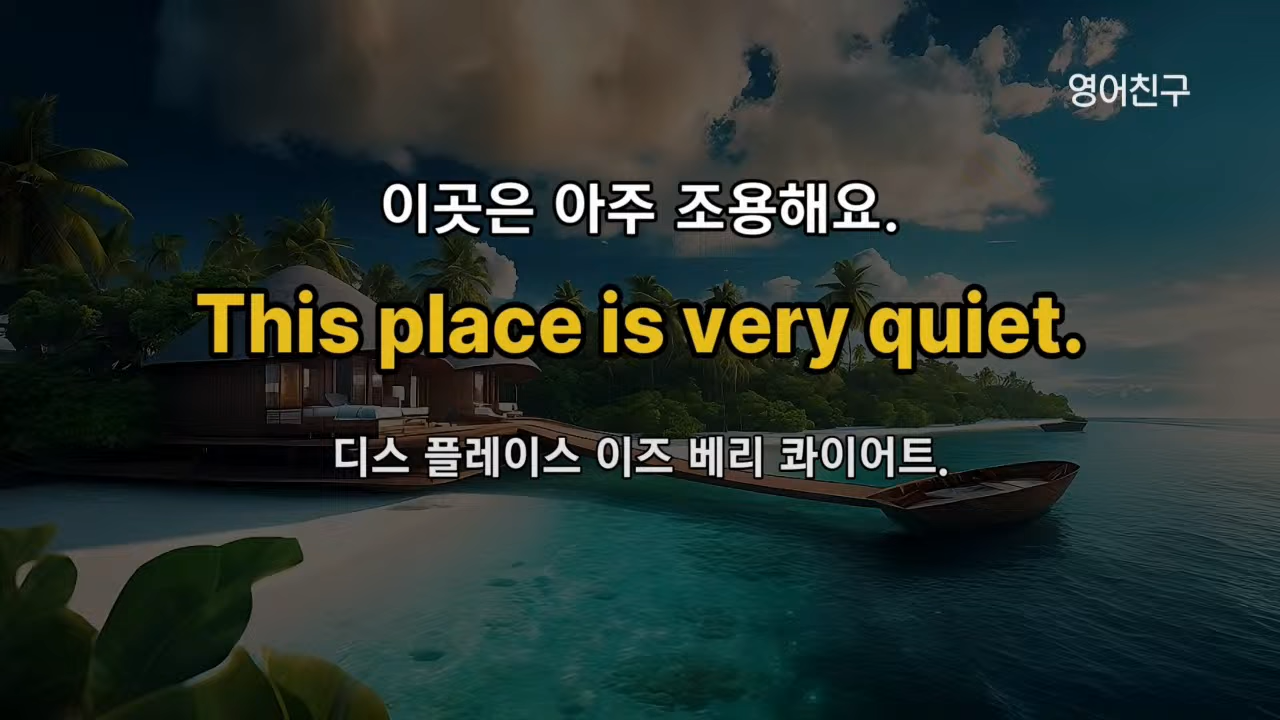 영어친구
이곳은 아주 조용해요.
This place is very quiet.
디스 플레이스 이즈 베리 콰이어트.